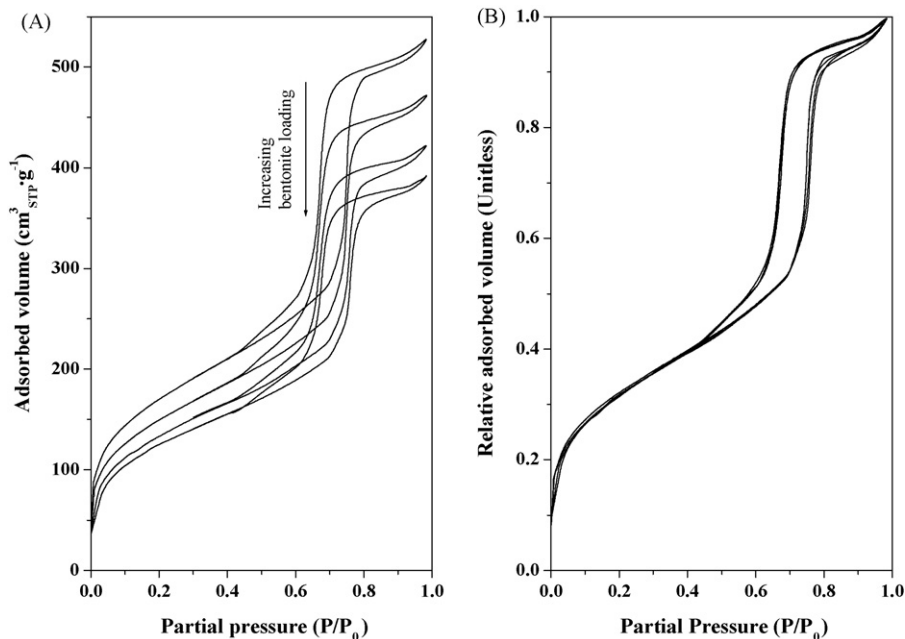 (A)
Adsorbed volume (cm³STP·g⁻¹)
500
400
300
200
100
0
Increasing
bentonite loading
0.0 0.2 0.4 0.6 0.8 1.0
Partial pressure (P/P₀)
(B)
Relative adsorbed volume (Unitless)
1.0
0.8
0.6
0.4
0.2
0.0
0.0 0.2 0.4 0.6 0.8 1.0
Partial Pressure (P/P₀)